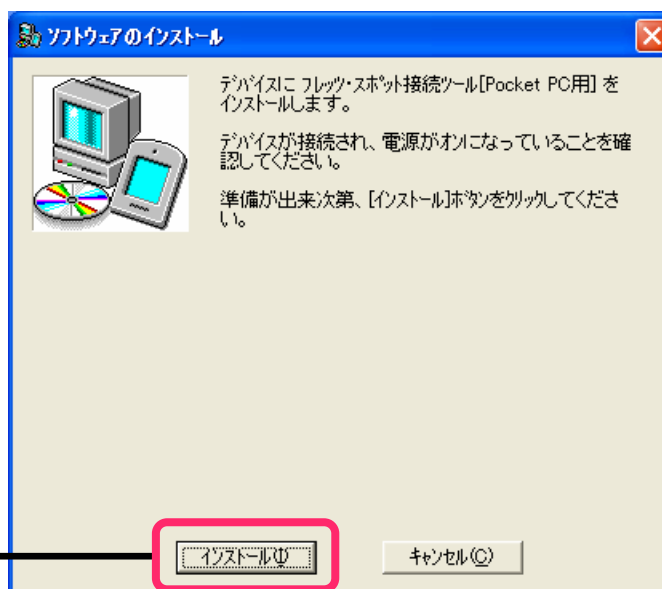 ソフトウェアのインストール
デバイスに フレッツ・スポット接続ツール[Pocket PC用] を
インストールします。
デバイスが接続され、電源がオンになっていることを確
認してください。
準備が出来次第、[インストール]ボタンをクリックしてくださ
い。
インストール(I)
キャンセル(C)